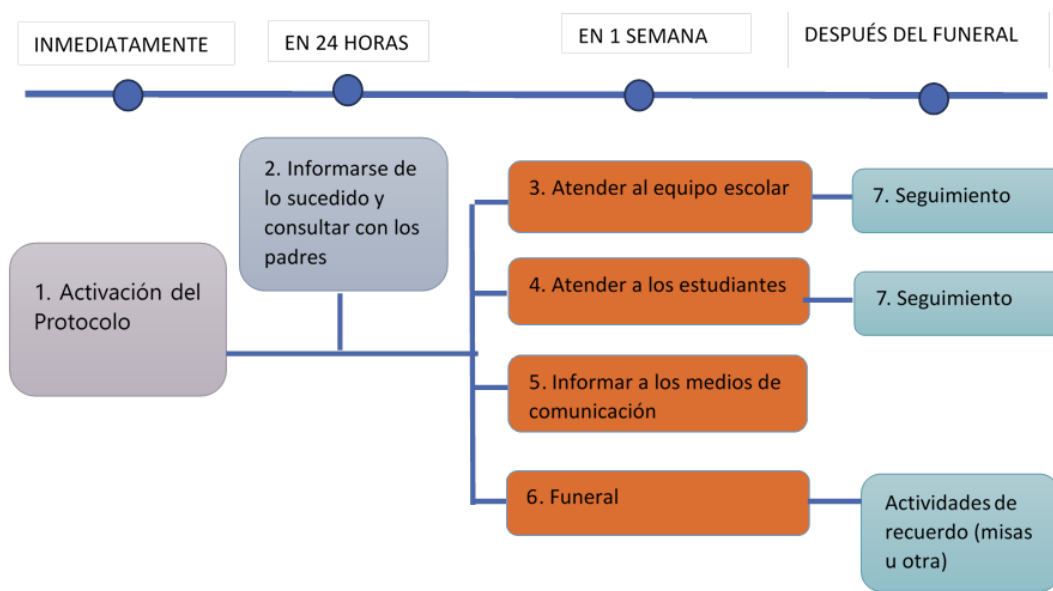 INMEDIATAMENTE
EN 24 HORAS
EN 1 SEMANA
DESPUÉS DEL FUNERAL
1. Activación del
Protocolo
2. Informarse de
lo sucedido y
consultar con los
padres
3. Atender al equipo escolar
4. Atender a los estudiantes
5. Informar a los medios de
comunicación
6. Funeral
7. Seguimiento
7. Seguimiento
Actividades de
recuerdo (misas
u otra)